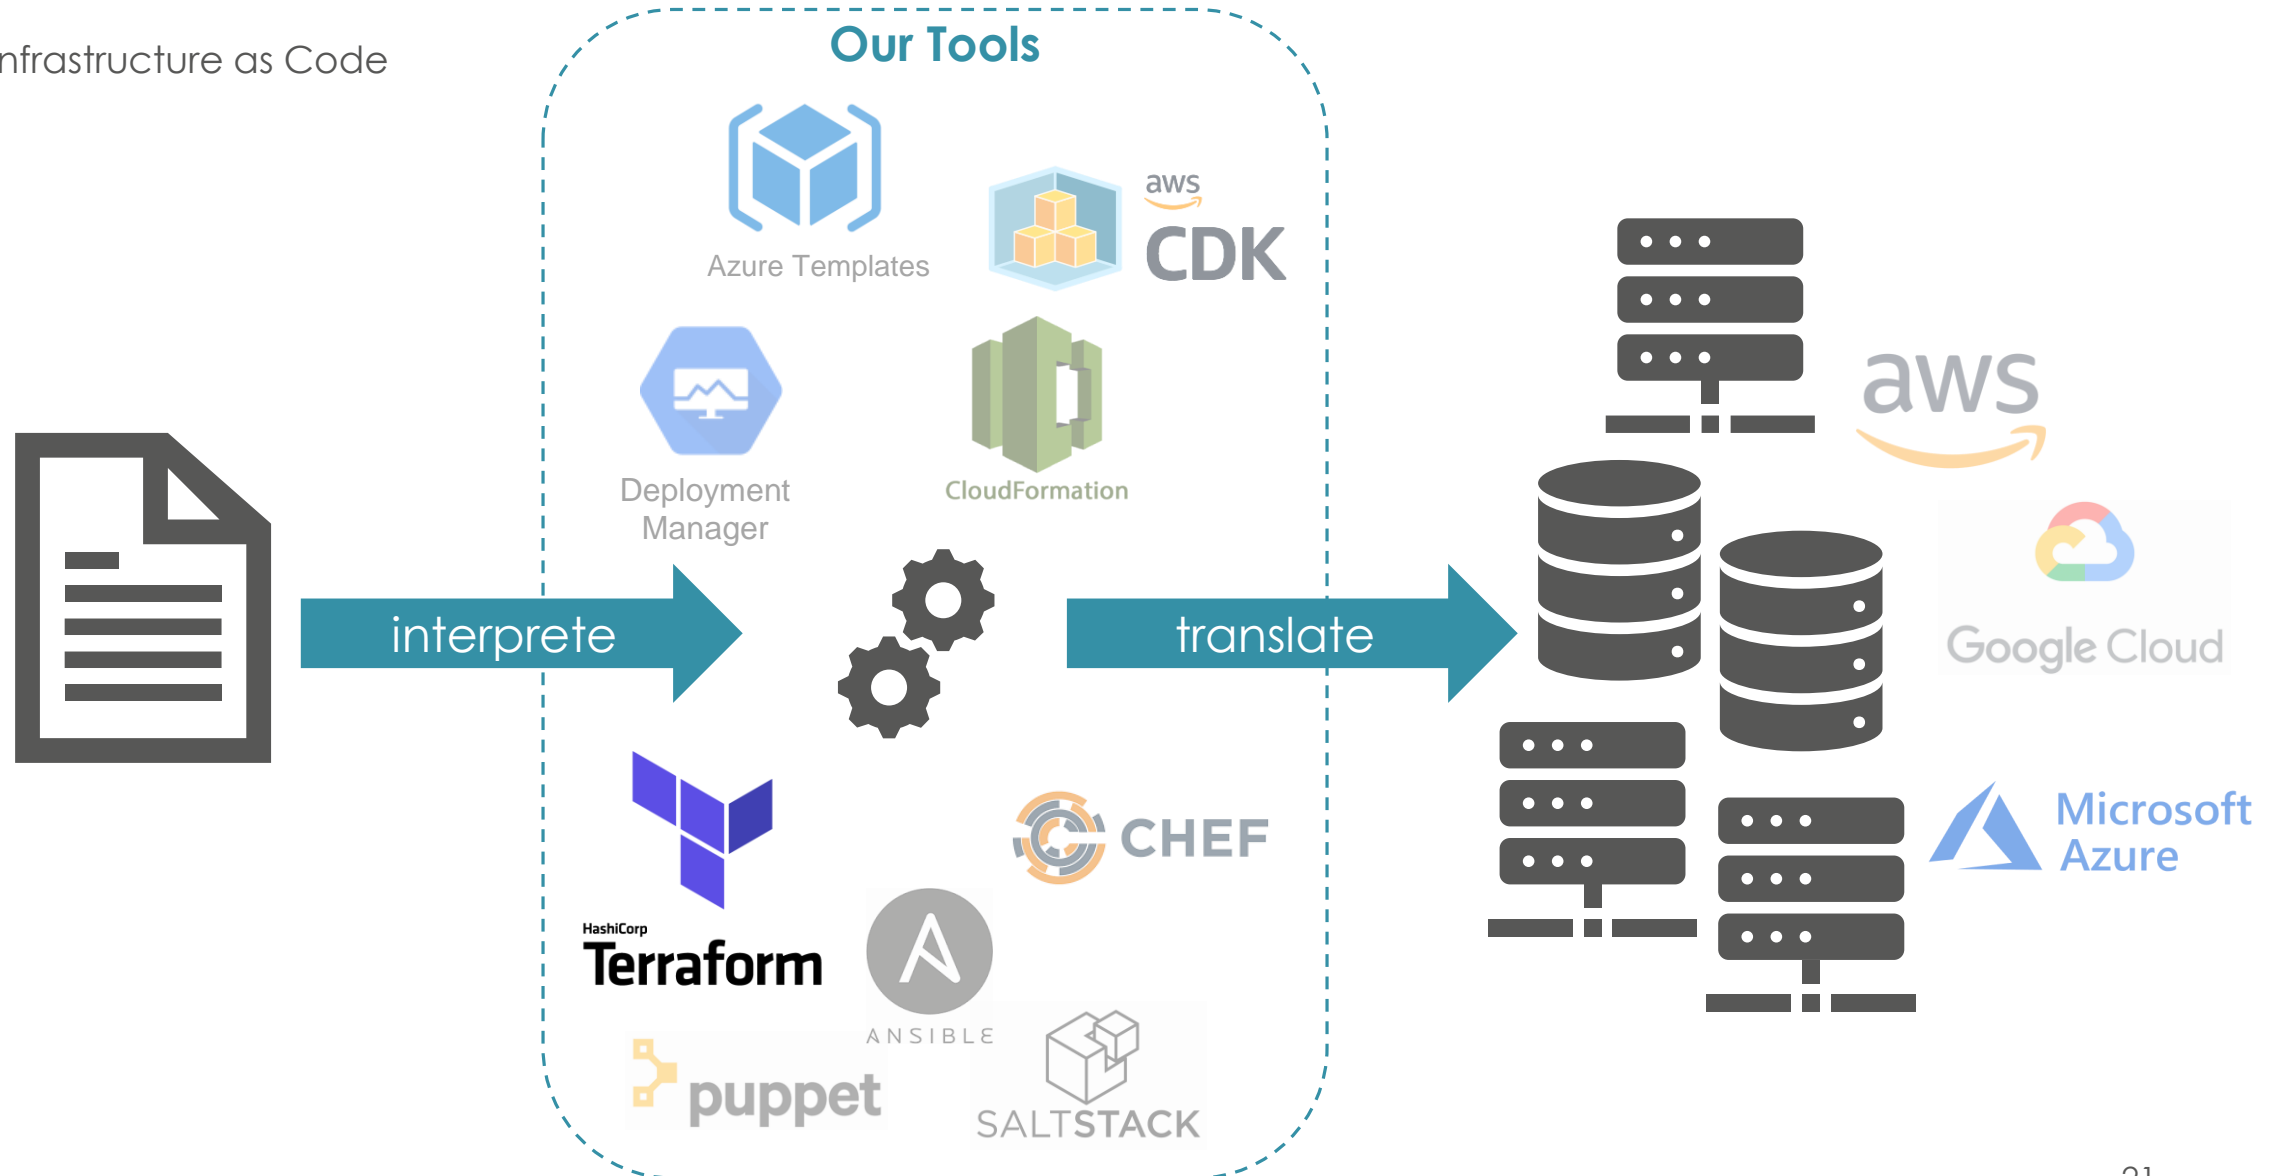 nfrastructure as Code
Our Tools
Azure Templates
aws
CDK
Deployment
Manager
CloudFormation
interprete
translate
aws
Google Cloud
HashiCorp
Terraform
CHEF
ANSIBLE
puppet
SALTSTACK
Microsoft
Azure
21